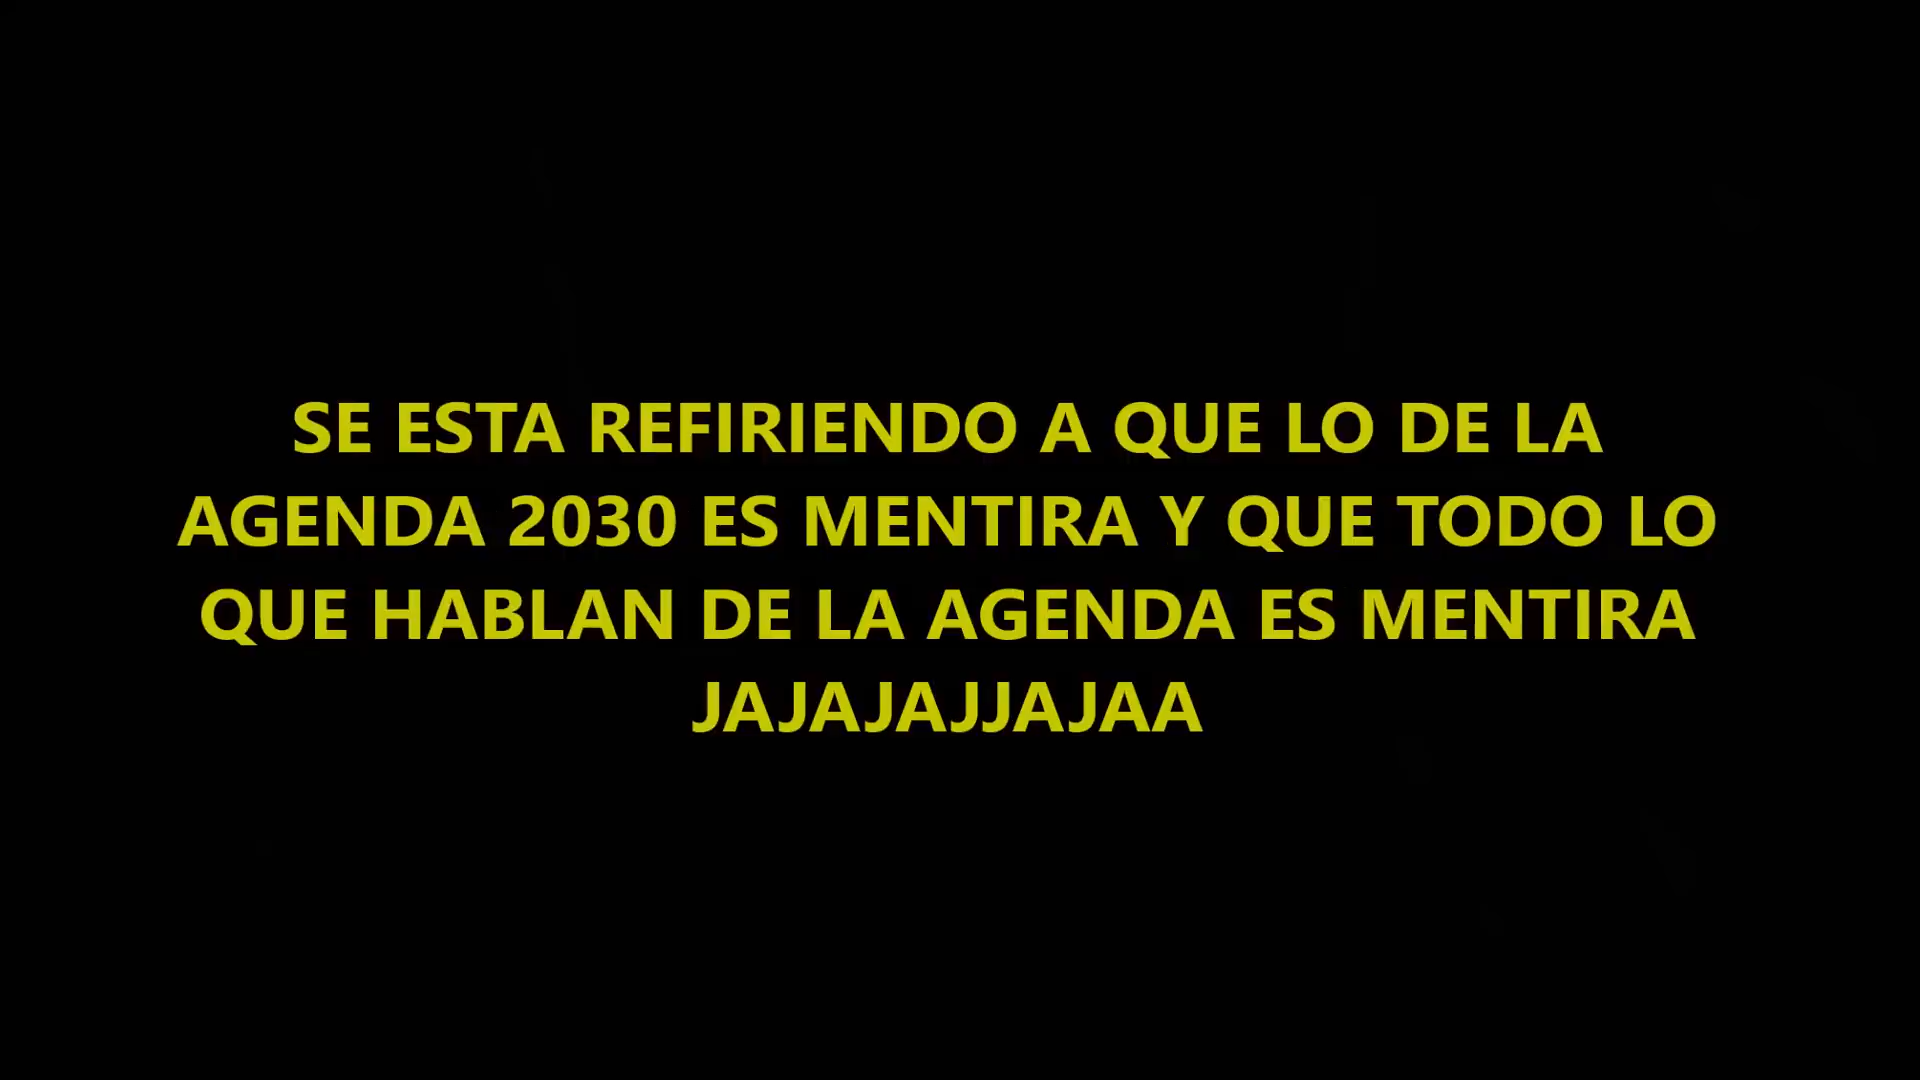 SE ESTA REFIRIENDO A QUE LO DE LA
AGENDA 2030 ES MENTIRA Y QUE TODO LO
QUE HABLAN DE LA AGENDA ES MENTIRA
JAJAJAJJAJAA